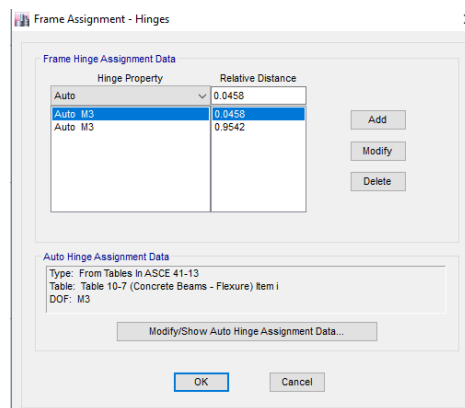 Frame Assignment - Hinges
Frame Hinge Assignment Data
Hinge Property Relative Distance
Auto 0.0458
Auto M3 0.0458
Auto M3 0.9542
Add
Modify
Delete
Auto Hinge Assignment Data
Type: From Tables In ASCE 41-13
Table: Table 10-7 (Concrete Beams - Flexure) Item i
DOF: M3
Modify/Show Auto Hinge Assignment Data...
OK Cancel